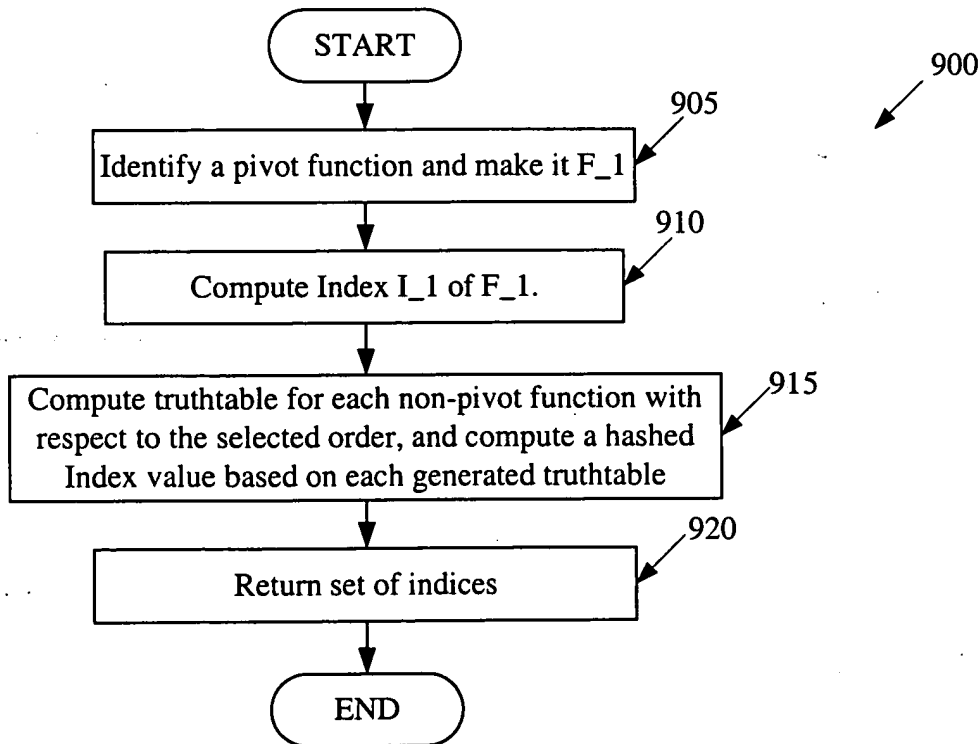 START
900
905
Identify a pivot function and make it F_1
910
Compute Index I_1 of F_1.
915
Compute truthtable for each non-pivot function with
respect to the selected order, and compute a hashed
Index value based on each generated truthtable
920
Return set of indices
END